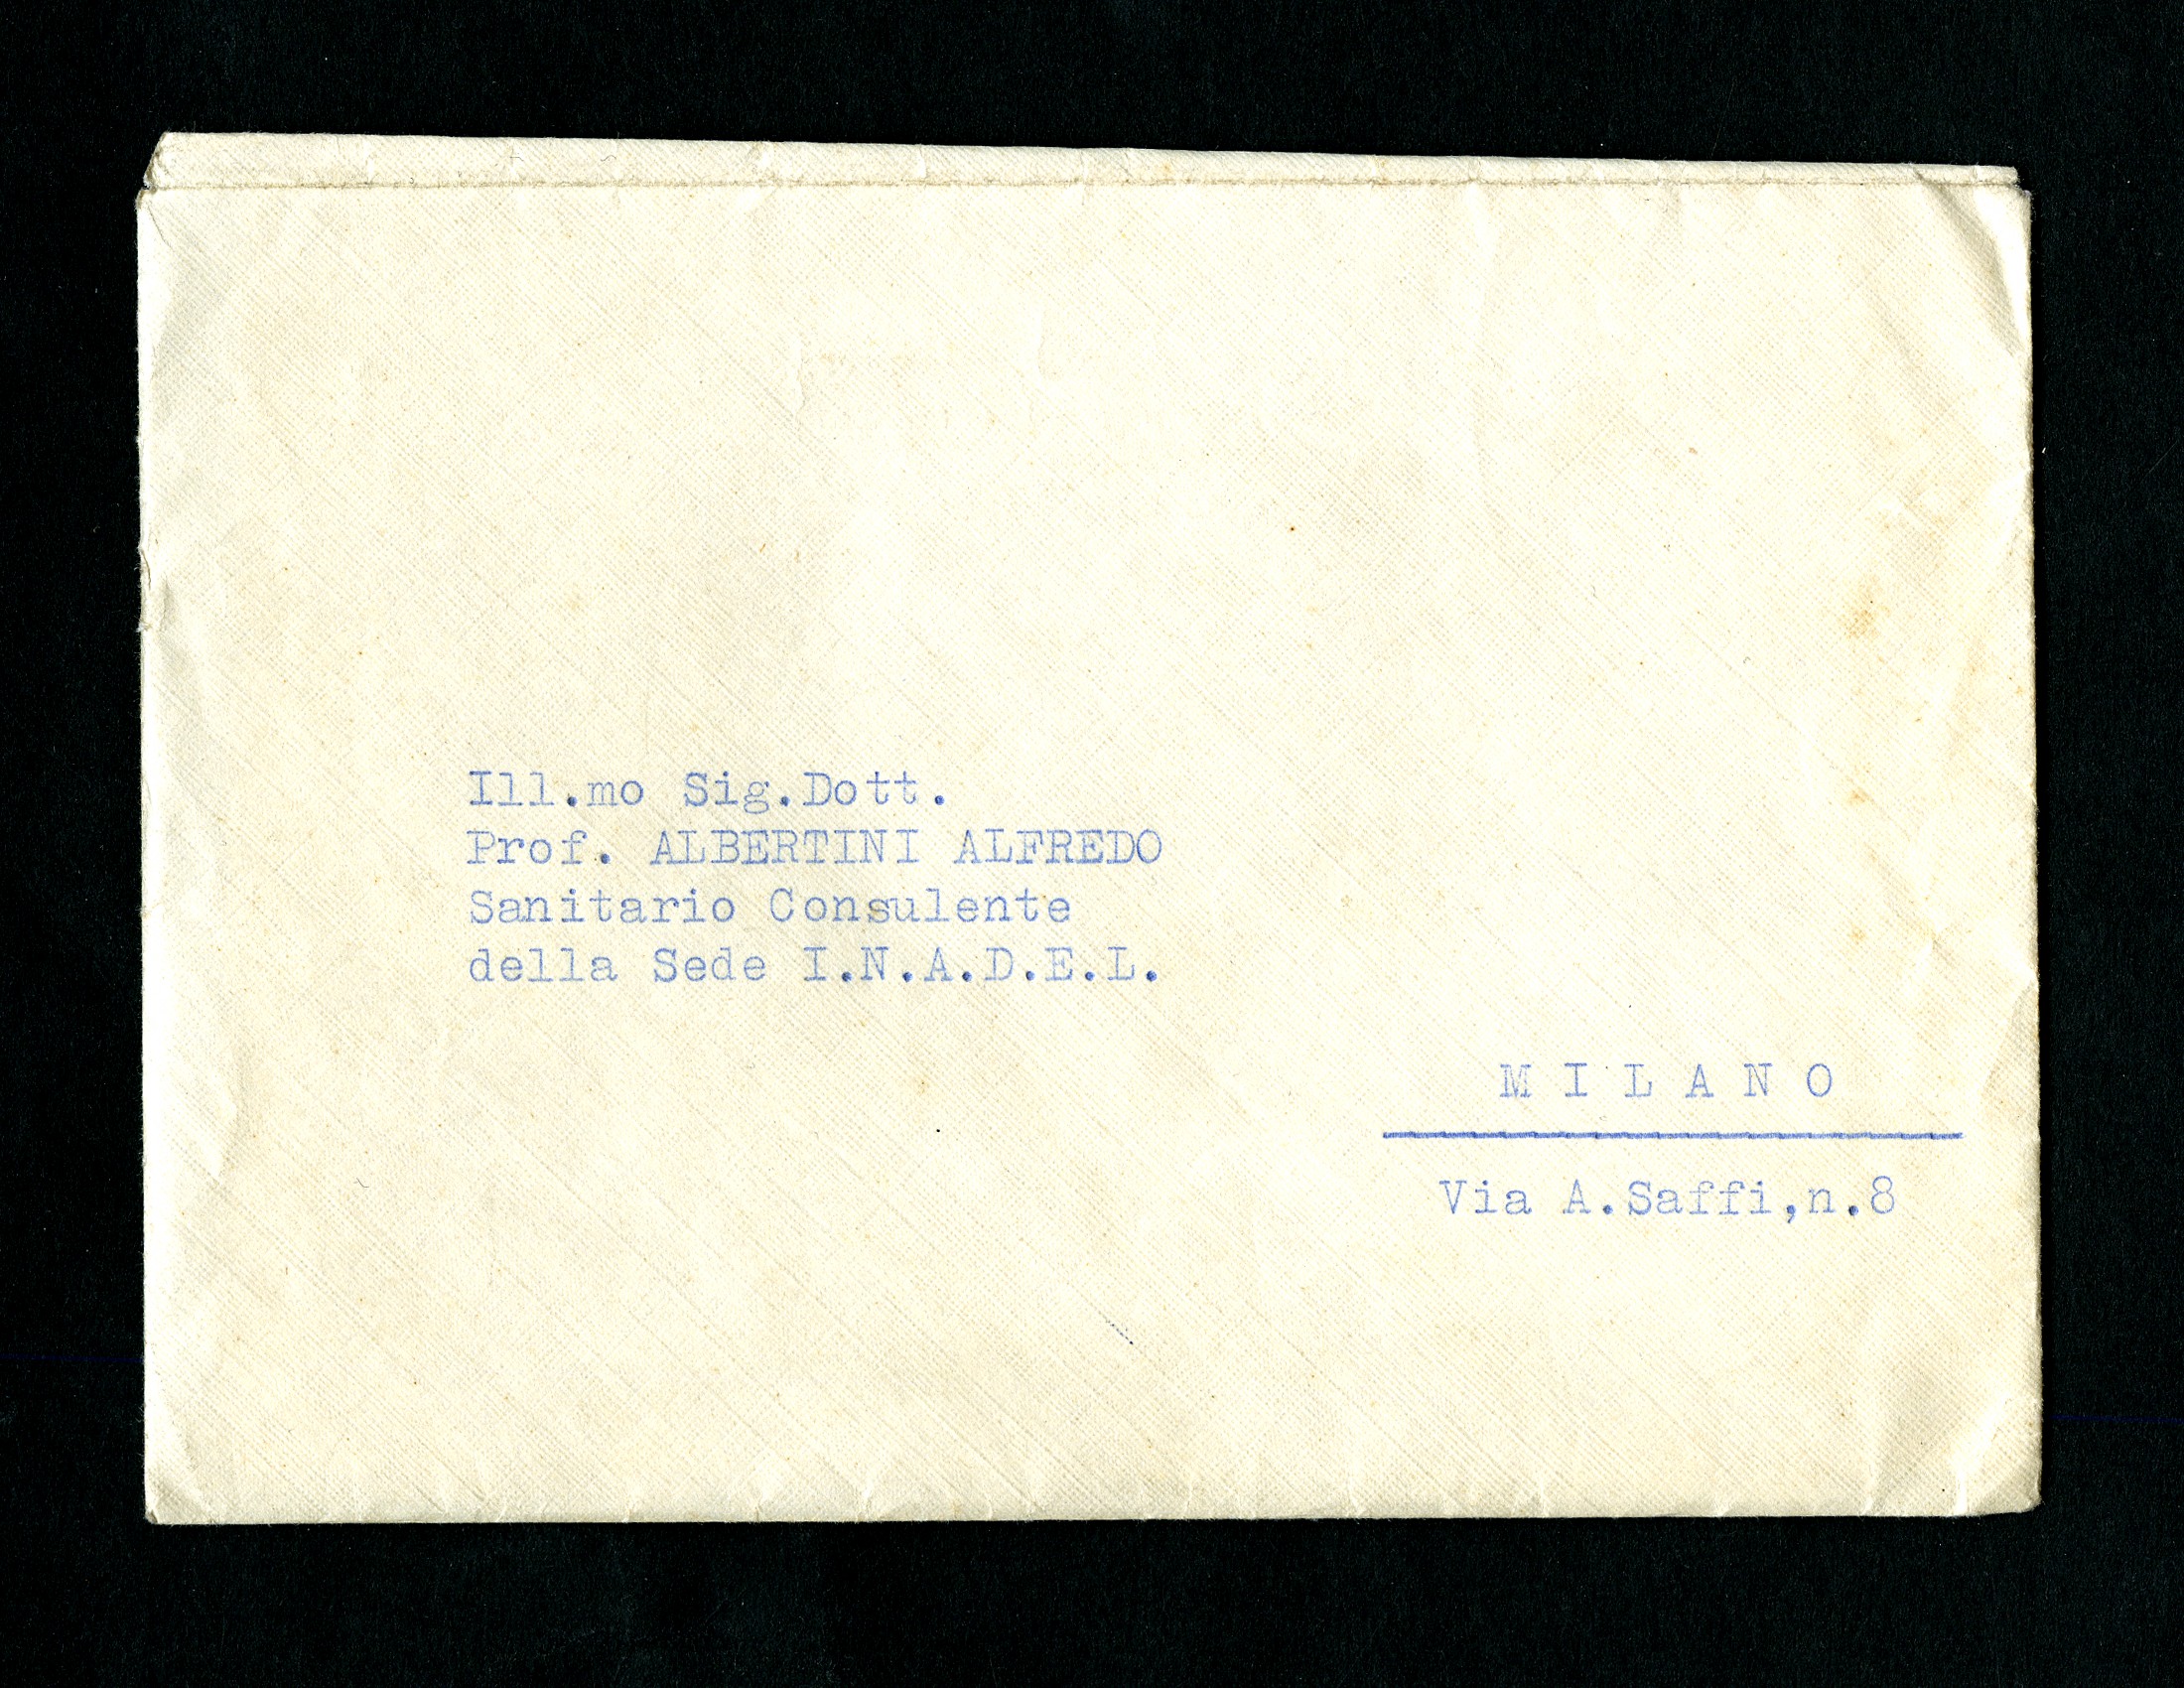 Ill.mo Sig.Dott.
Prof. ALBERTINI ALFREDO
Sanitario Consulente
della Sede I.N.A.D.E.L.
M I L A N O
Via A.Saffi,n.8